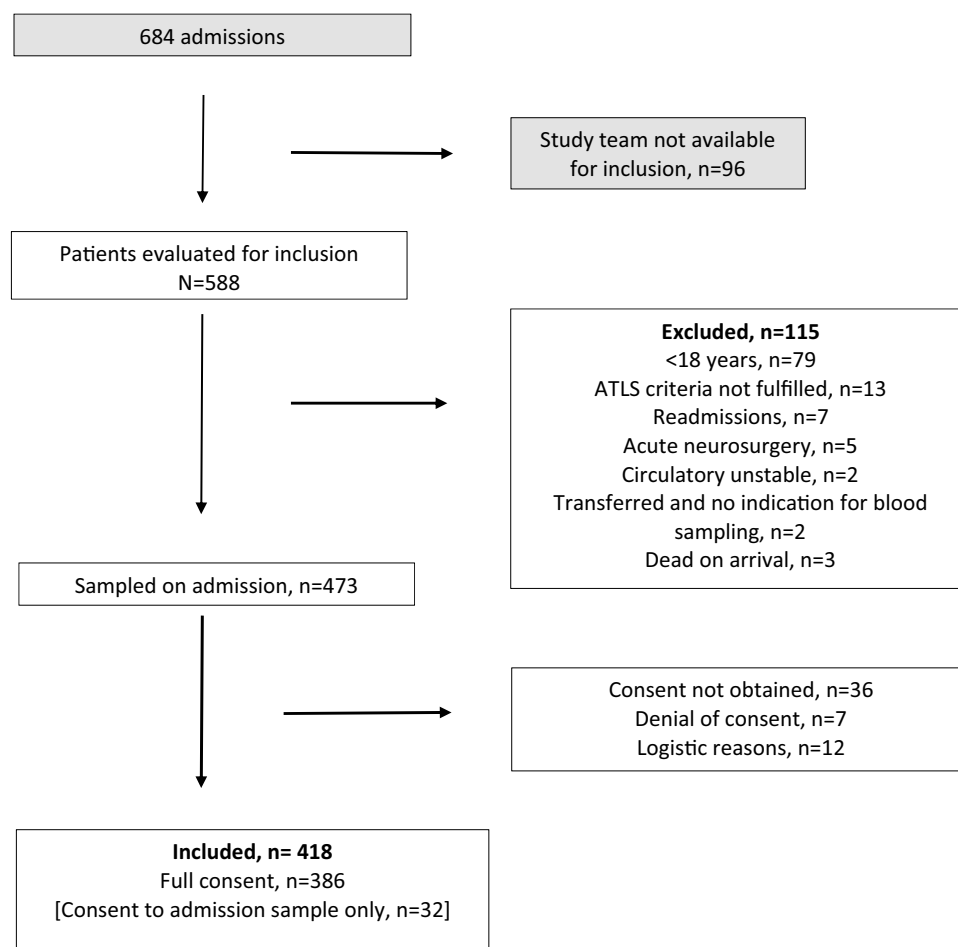 684 admissions
Study team not available
for inclusion, n=96
Patients evaluated for inclusion
N=588
Excluded, n=115
<18 years, n=79
ATLS criteria not fulfilled, n=13
Readmissions, n=7
Acute neurosurgery, n=5
Circulatory unstable, n=2
Transferred and no indication for blood
sampling, n=2
Dead on arrival, n=3
Sampled on admission, n=473
Consent not obtained, n=36
Denial of consent, n=7
Logistic reasons, n=12
Included, n= 418
Full consent, n=386
[Consent to admission sample only, n=32]